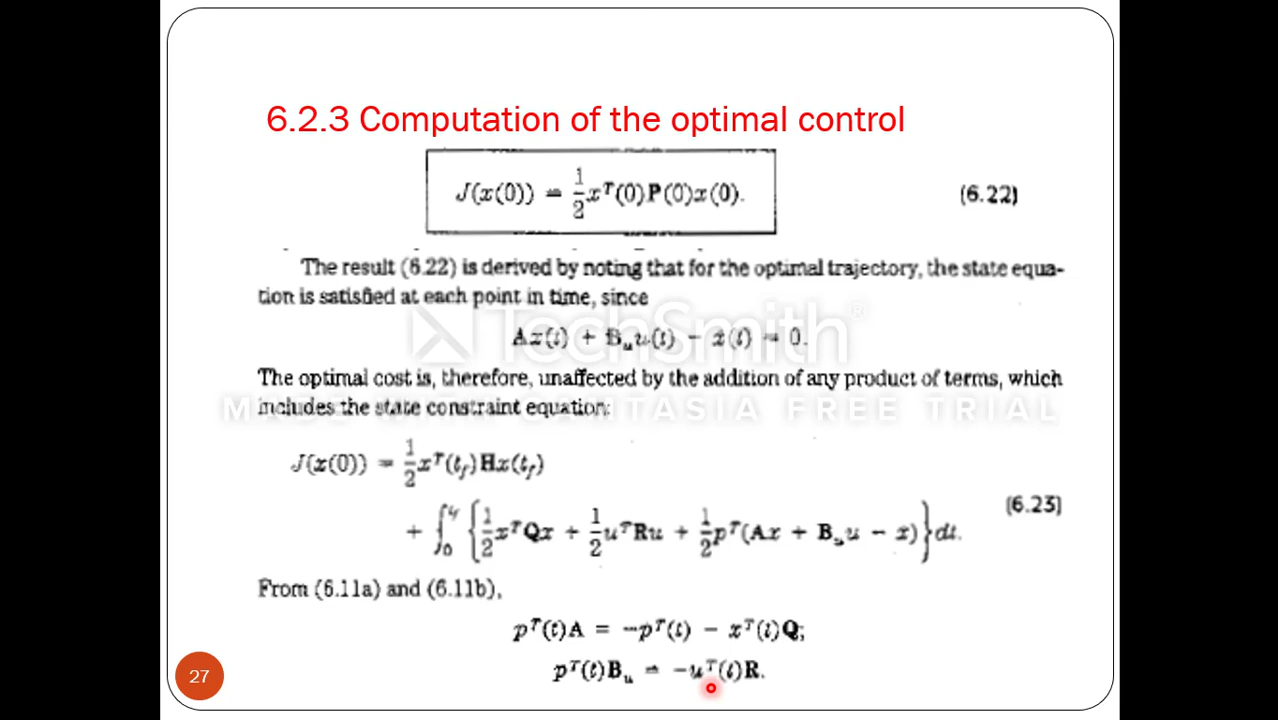 6.2.3 Computation of the optimal control
J(x(0)) = 1/2 x^T(0)P(0)x(0). (6.22)
The result (6.22) is derived by noting that for the optimal trajectory, the state equa-
tion is satisfied at each point in time, since
TechSmith®
Ax(t) + B_u u(t) − ẋ(t) = 0.
The optimal cost is, therefore, unaffected by the addition of any product of terms, which
MADE WITH CAMTASIA FREE TRIAL
includes the state constraint equation:
J(x(0)) = 1/2 x^T(t_f)Hx(t_f)
+ ∫_0^{t_f} {1/2 x^T Qx + 1/2 u^T Ru + 1/2 p^T(Ax + B_u u − ẋ)} dt. (6.23)
From (6.11a) and (6.11b),
p^T(t)A = −ṗ^T(t) − x^T(t)Q;
p^T(t)B_u = −u^T(t)R.
27